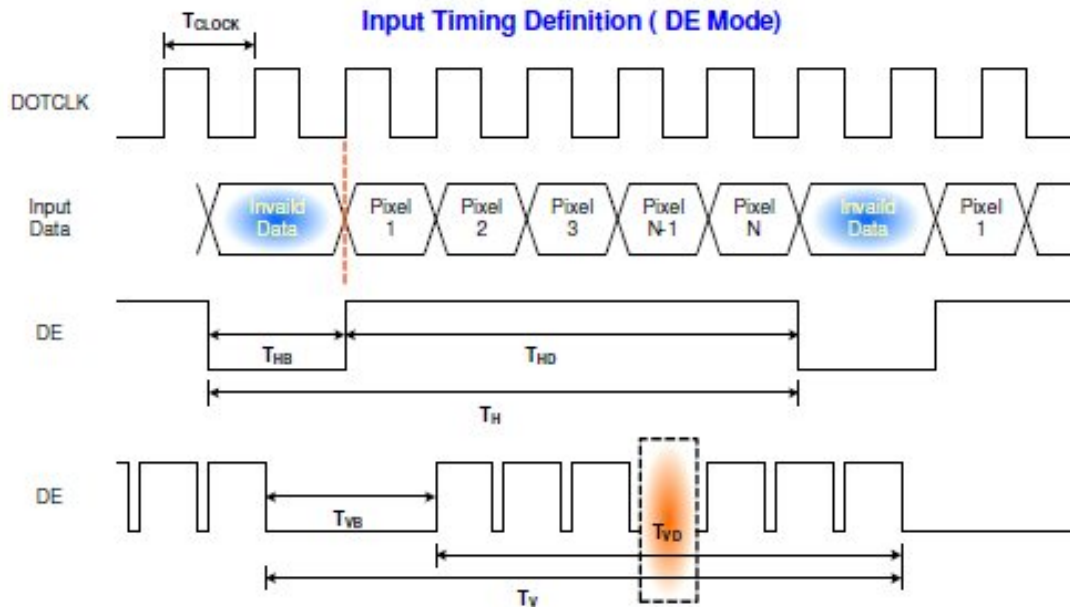 Input Timing Definition ( DE Mode)
TCLOCK
DOTCLK
Input
Data
Invaild
Data
Pixel
1
Pixel
2
Pixel
3
Pixel
N-1
Pixel
N
Invaild
Data
Pixel
1
DE
THB
THD
TH
DE
TVB
TVD
TV